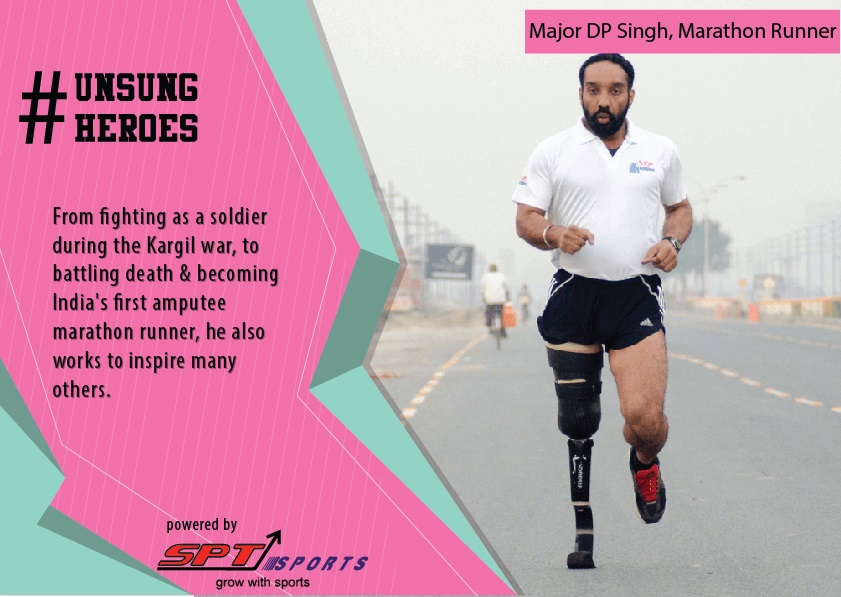 Major DP Singh, Marathon Runner
# UNSUNG
HEROES
From fighting as a soldier
during the Kargil war, to
battling death & becoming
India's first amputee
marathon runner, he also
works to inspire many
others.
powered by
SPT SPORTS
grow with sports
adidas